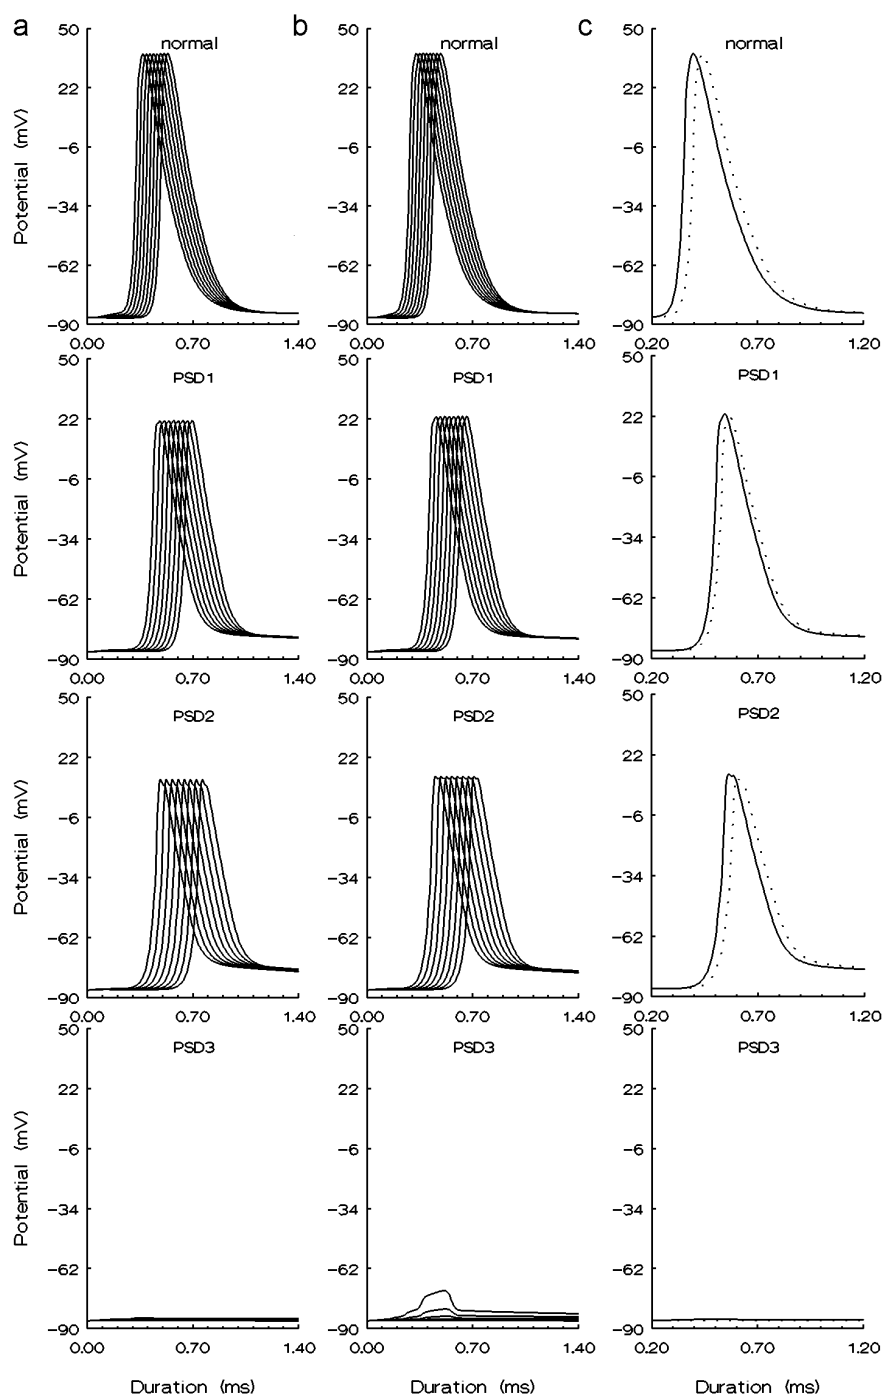 a b c
normal normal normal
50 50 50
22 22 22
−6 −6 −6
−34 −34 −34
−62 −62 −62
−90 −90 −90
Potential (mV)
0.00 0.70 1.40 0.00 0.70 1.40 0.20 0.70 1.20
PSD1 PSD1 PSD1
50 50 50
22 22 22
−6 −6 −6
−34 −34 −34
−62 −62 −62
−90 −90 −90
Potential (mV)
0.00 0.70 1.40 0.00 0.70 1.40 0.20 0.70 1.20
PSD2 PSD2 PSD2
50 50 50
22 22 22
−6 −6 −6
−34 −34 −34
−62 −62 −62
−90 −90 −90
Potential (mV)
0.00 0.70 1.40 0.00 0.70 1.40 0.20 0.70 1.20
PSD3 PSD3 PSD3
50 50 50
22 22 22
−6 −6 −6
−34 −34 −34
−62 −62 −62
−90 −90 −90
Potential (mV)
0.00 0.70 1.40 0.00 0.70 1.40 0.20 0.70 1.20
Duration (ms) Duration (ms) Duration (ms)